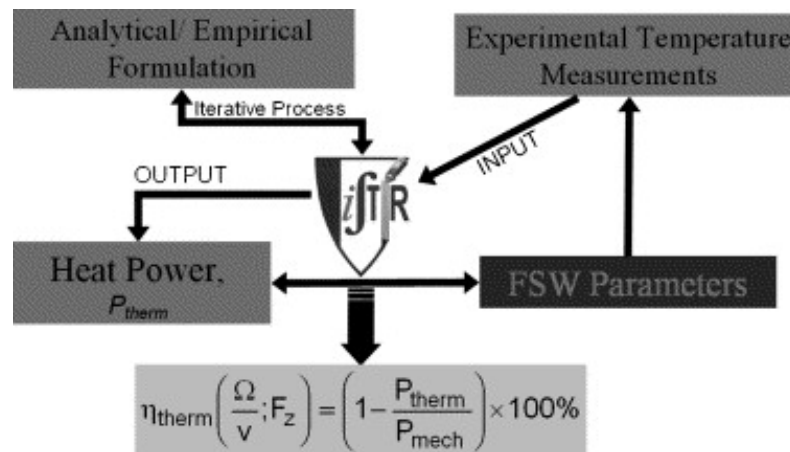 Analytical/ Empirical
Formulation
Experimental Temperature
Measurements
Iterative Process
INPUT
OUTPUT
iSTIR
Heat Power,
P_therm
FSW Parameters
η_therm(Ω/v;F_z) = (1-P_therm/P_mech)×100%